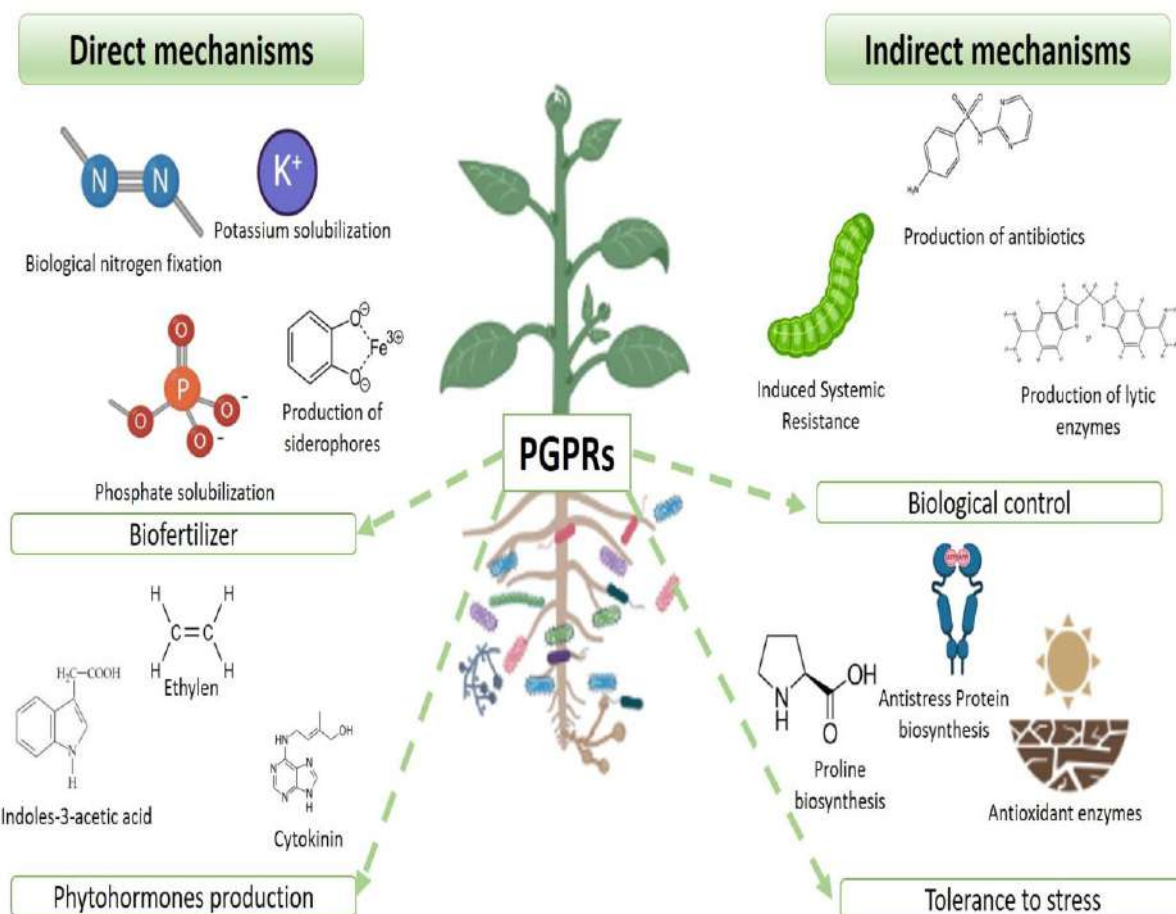 Direct mechanisms
Indirect mechanisms
N N
K+
Potassium solubilization
Biological nitrogen fixation
O
P
O
O-
O-
Phosphate solubilization
O⊖
Fe3⊕
O⊖
Production of
siderophores
Biofertilizer
H H
C=C
H H
Ethylen
H2C—COOH
N
H
Indoles-3-acetic acid
HN
OH
N
N
N
N
H
Cytokinin
Phytohormones production
PGPRs
O O
S
N
H
N
N
H2N
Production of antibiotics
Induced Systemic
Resistance
Production of lytic
enzymes
Biological control
N
H
OH
O
Proline
biosynthesis
Antistress Protein
biosynthesis
Antioxidant enzymes
Tolerance to stress